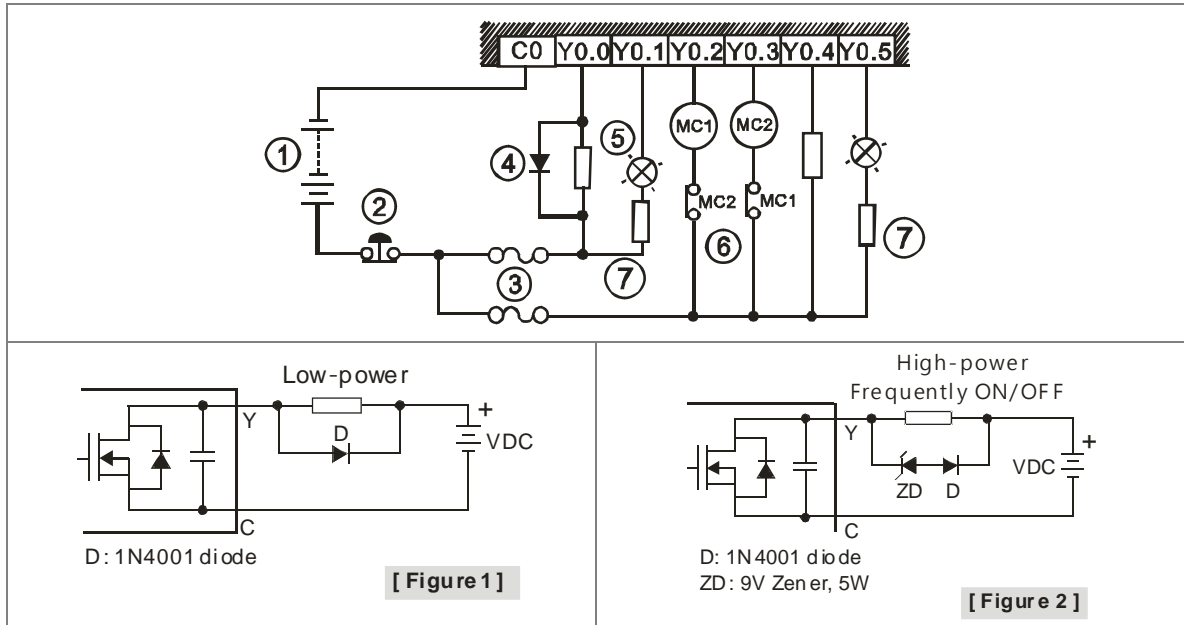 C0 Y0.0 Y0.1 Y0.2 Y0.3 Y0.4 Y0.5
MC1 MC2
① ④ ⑤
② MC2 MC1
⑥
③ ⑦ ⑦
Low-power
Y
D
+
VDC
C
D: 1N4001 diode
[ Figure 1 ]
High-power
Frequently ON/OFF
Y
+
VDC
ZD D
C
D: 1N4001 diode
ZD: 9V Zener, 5W
[ Figure 2 ]